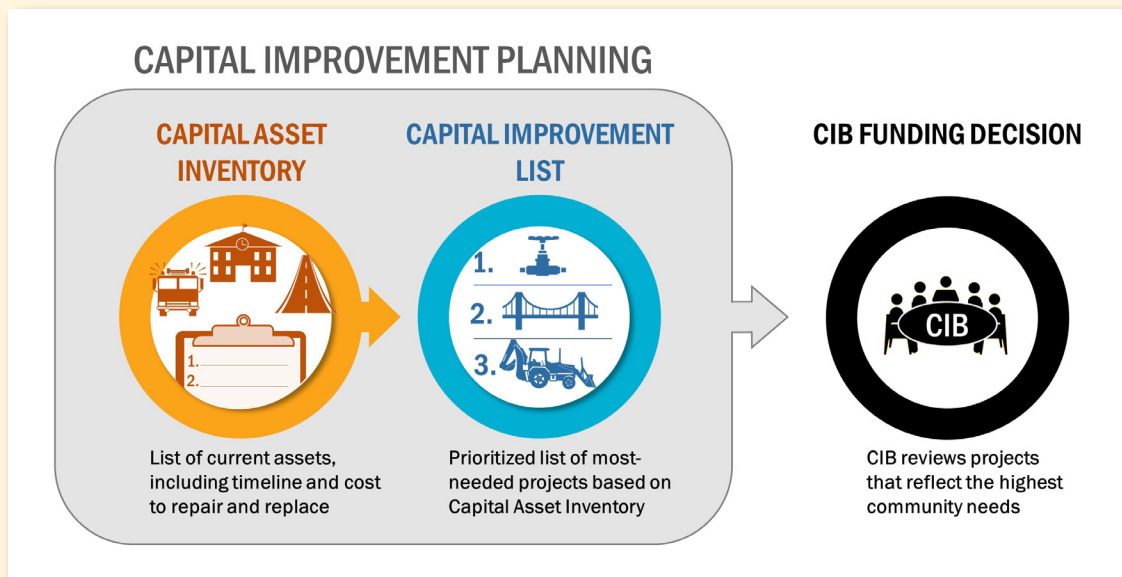 CAPITAL IMPROVEMENT PLANNING
CAPITAL ASSET
INVENTORY
1.
2.
List of current assets,
including timeline and cost
to repair and replace
CAPITAL IMPROVEMENT
LIST
1.
2.
3.
Prioritized list of most-
needed projects based on
Capital Asset Inventory
CIB FUNDING DECISION
CIB
CIB reviews projects
that reflect the highest
community needs